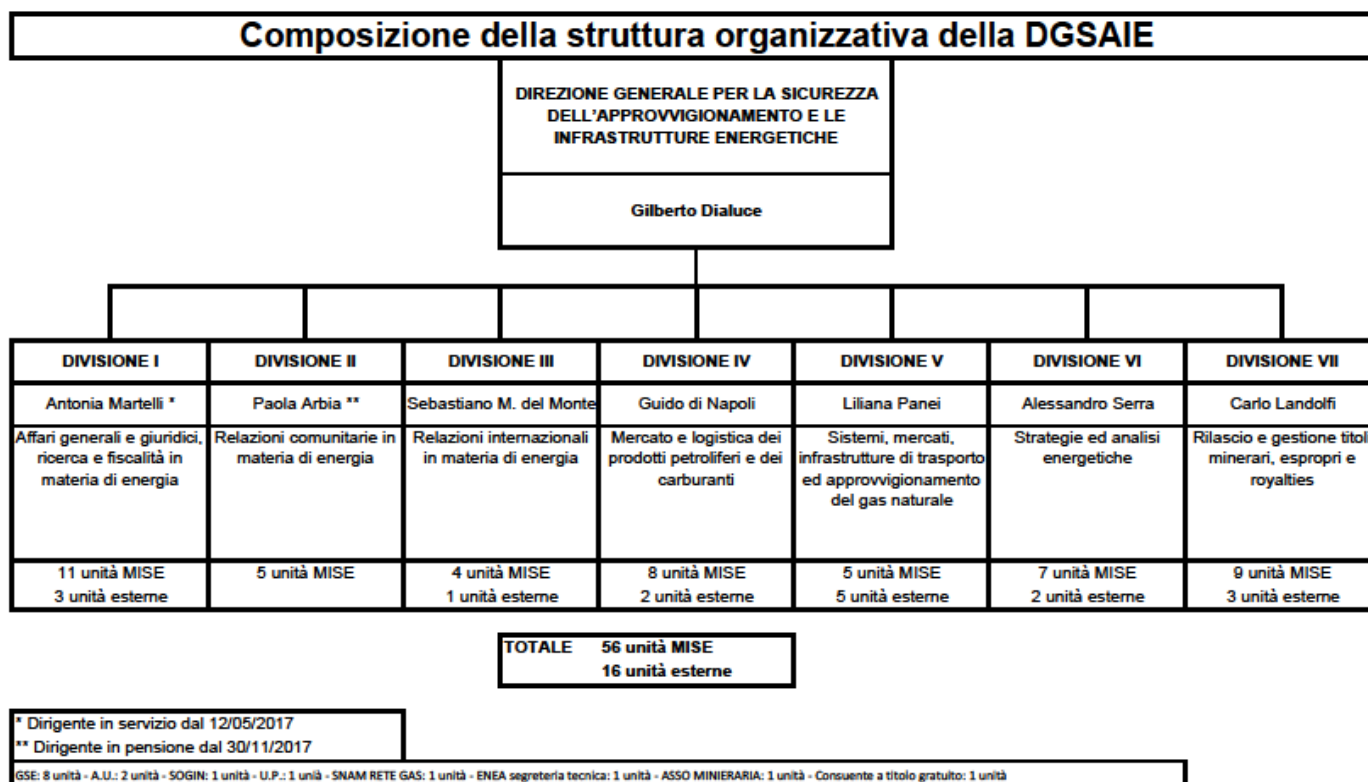 Composizione della struttura organizzativa della DGSAIE
DIREZIONE GENERALE PER LA SICUREZZA
DELL'APPROVVIGIONAMENTO E LE
INFRASTRUTTURE ENERGETICHE
Gilberto Dialuce
DIVISIONE I
Antonia Martelli *
Affari generali e giuridici,
ricerca e fiscalità in
materia di energia
11 unità MISE
3 unità esterne
DIVISIONE II
Paola Arbia **
Relazioni comunitarie in
materia di energia
5 unità MISE
DIVISIONE III
Sebastiano M. del Monte
Relazioni internazionali
in materia di energia
4 unità MISE
1 unità esterne
DIVISIONE IV
Guido di Napoli
Mercato e logistica dei
prodotti petroliferi e dei
carburanti
8 unità MISE
2 unità esterne
DIVISIONE V
Liliana Panei
Sistemi, mercati,
infrastrutture di trasporto
ed approvvigionamento
del gas naturale
5 unità MISE
5 unità esterne
DIVISIONE VI
Alessandro Serra
Strategie ed analisi
energetiche
7 unità MISE
2 unità esterne
DIVISIONE VII
Carlo Landolfi
Rilascio e gestione titoli
minerari, espropri e
royalties
9 unità MISE
3 unità esterne
TOTALE 56 unità MISE
16 unità esterne
* Dirigente in servizio dal 12/05/2017
** Dirigente in pensione dal 30/11/2017
GSE: 8 unità - A.U.: 2 unità - SOGIN: 1 unità - U.P.: 1 unià - SNAM RETE GAS: 1 unità - ENEA segreteria tecnica: 1 unità - ASSO MINIERARIA: 1 unità - Consuente a titolo gratuito: 1 unità